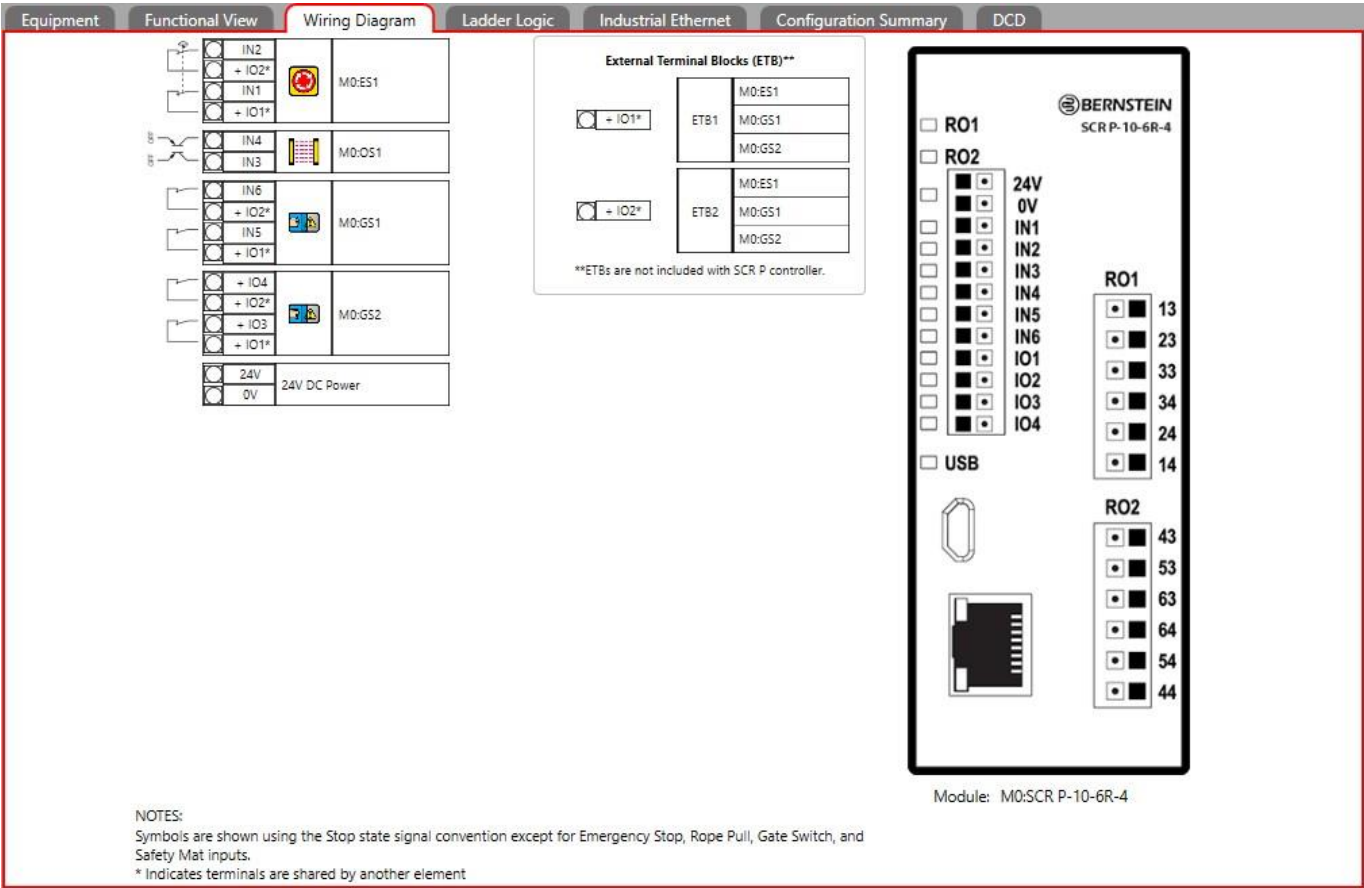 Equipment
Functional View
Wiring Diagram
Ladder Logic
Industrial Ethernet
Configuration Summary
DCD
IN2
+ IO2*
IN1
+ IO1*
M0:ES1
OFF
OFF
IN4
IN3
M0:OS1
IN6
+ IO2*
IN5
+ IO1*
M0:GS1
+ IO4
+ IO2*
+ IO3
+ IO1*
M0:GS2
24V
0V
24V DC Power
External Terminal Blocks (ETB)**
+ IO1*
ETB1
M0:ES1
M0:GS1
M0:GS2
+ IO2*
ETB2
M0:ES1
M0:GS1
M0:GS2
**ETBs are not included with SCR P controller.
BERNSTEIN
SCR P-10-6R-4
RO1
RO2
24V
0V
IN1
IN2
IN3
IN4
IN5
IN6
IO1
IO2
IO3
IO4
USB
RO1
13
23
33
34
24
14
RO2
43
53
63
64
54
44
Module: M0:SCR P-10-6R-4
NOTES:
Symbols are shown using the Stop state signal convention except for Emergency Stop, Rope Pull, Gate Switch, and
Safety Mat inputs.
* Indicates terminals are shared by another element